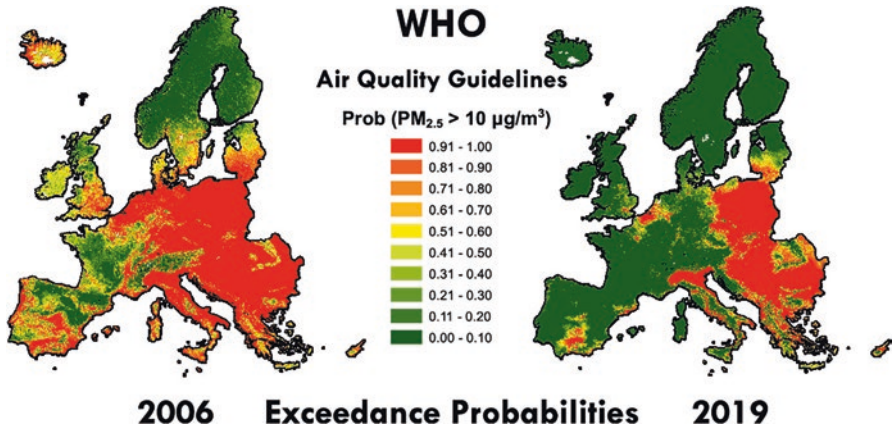 WHO
Air Quality Guidelines
Prob (PM2.5 > 10 µg/m³)
0.91 - 1.00
0.81 - 0.90
0.71 - 0.80
0.61 - 0.70
0.51 - 0.60
0.41 - 0.50
0.31 - 0.40
0.21 - 0.30
0.11 - 0.20
0.00 - 0.10
2006 Exceedance Probabilities 2019